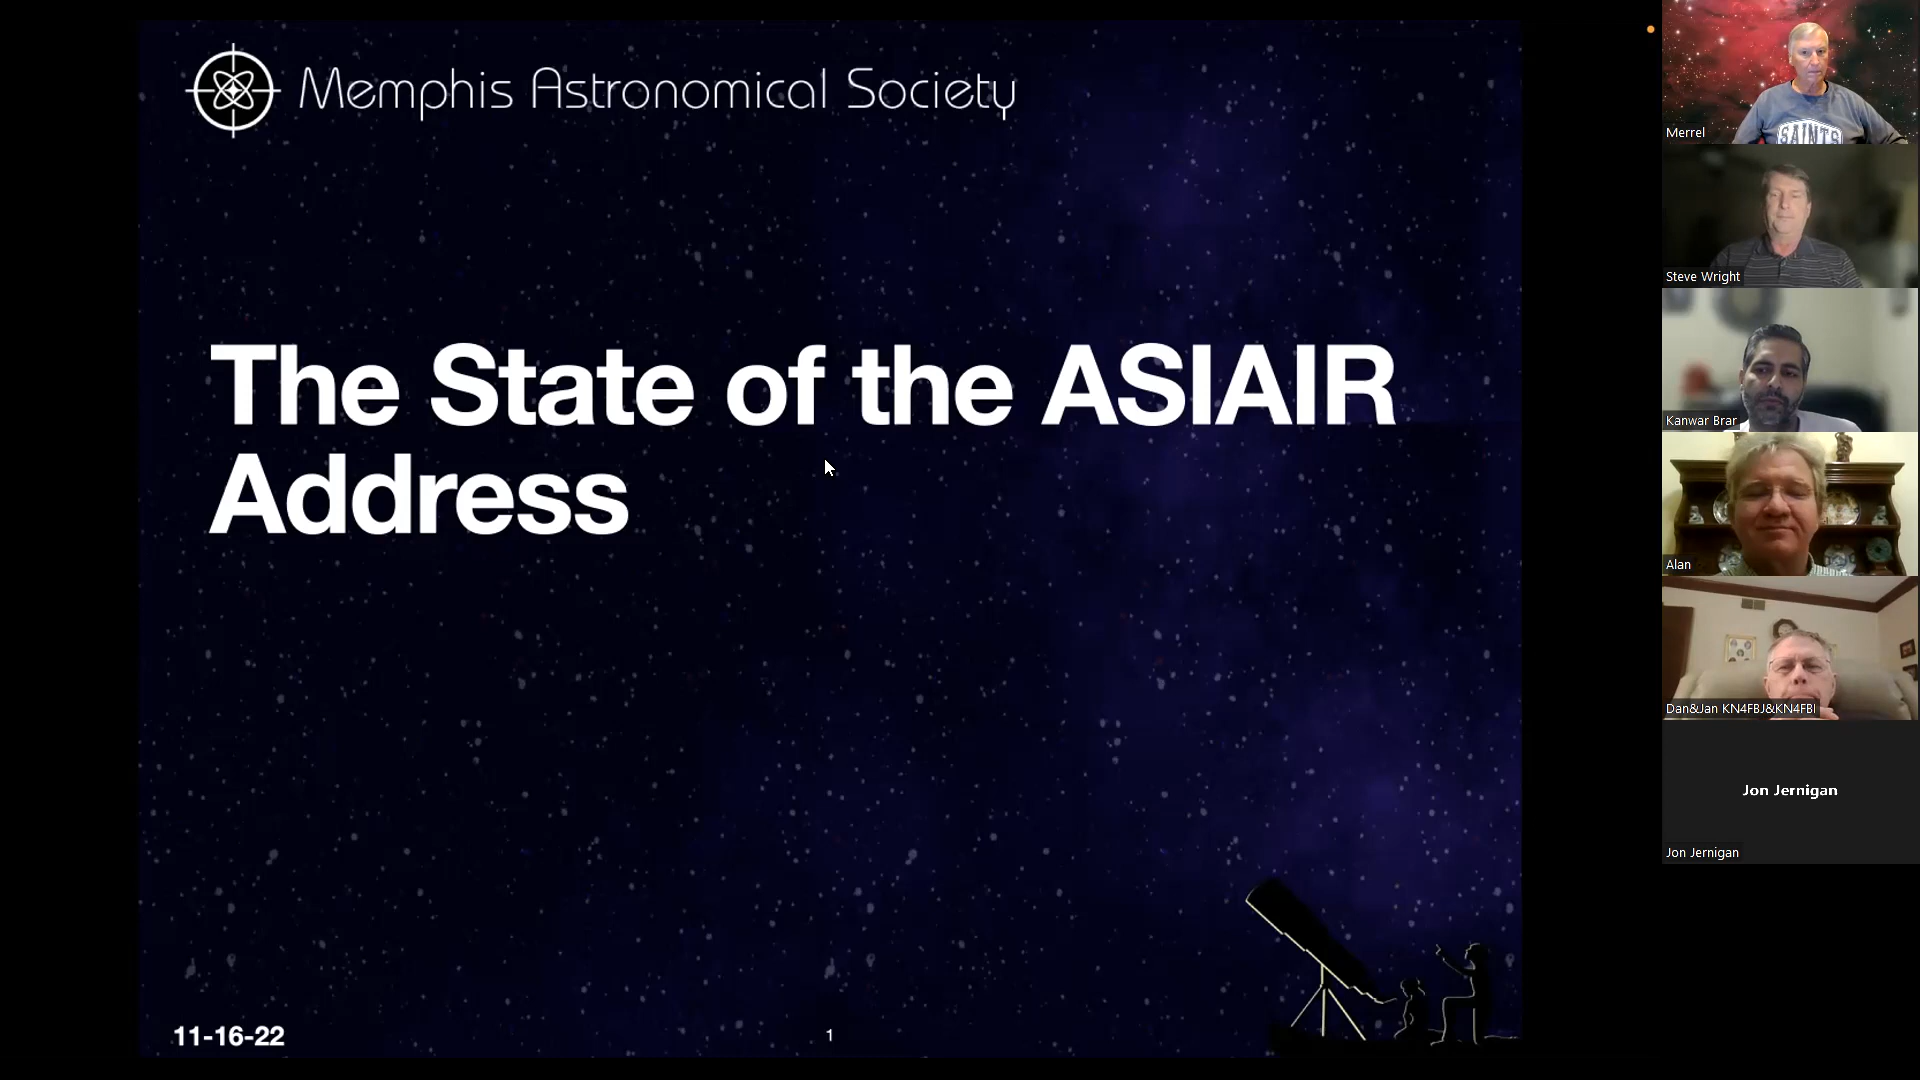 Memphis Astronomical Society
The State of the ASIAIR
Address
11-16-22
1
SAINTS
Merrel
Steve Wright
Kanwar Brar
Alan
Dan&Jan KN4FBJ&KN4FBI
Jon Jernigan
Jon Jernigan